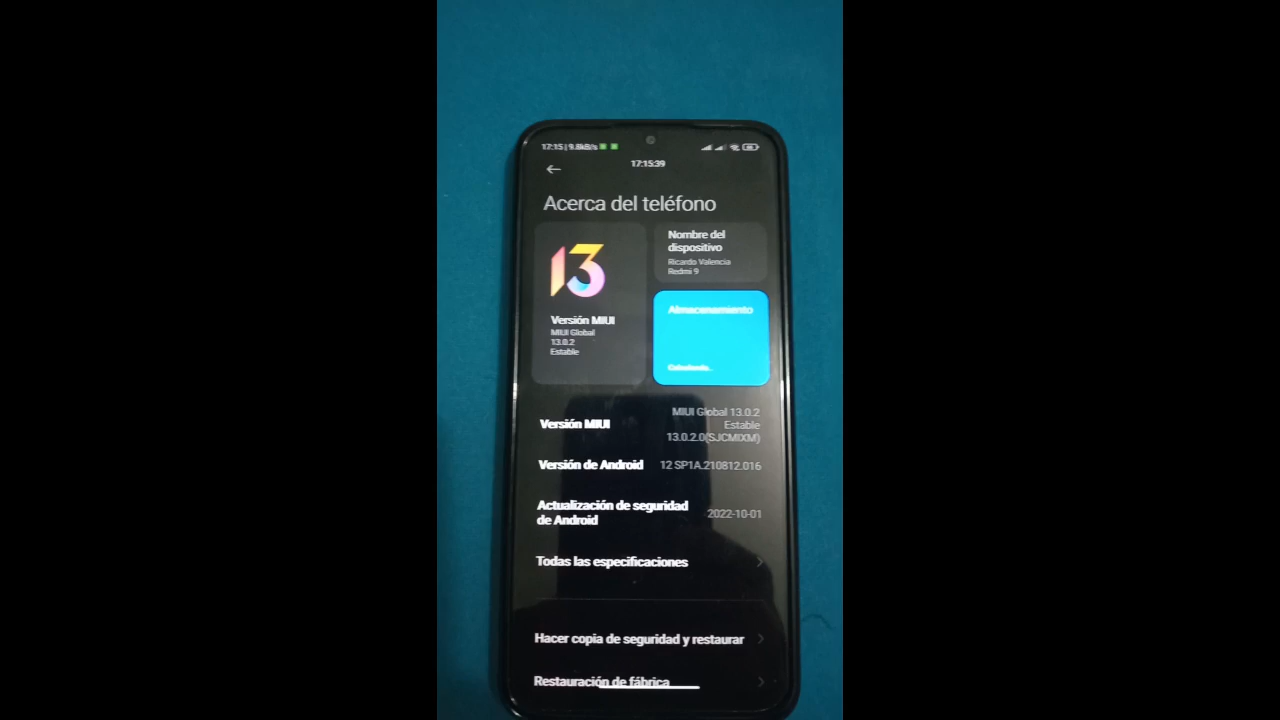 17:15 | 9.8kB/s
17:15:39
Acerca del teléfono
13
Versión MIUI
MIUI Global
13.0.2
Estable
Nombre del
dispositivo
Ricardo Valencia
Redmi 9
Almacenamiento
Versión MIUI
MIUI Global 13.0.2
Estable
13.0.2.0(SJCMIXM)
Versión de Android
12 SP1A.210812.016
Actualización de seguridad
de Android
2022-10-01
Todas las especificaciones
Hacer copia de seguridad y restaurar
Restauración de fábrica